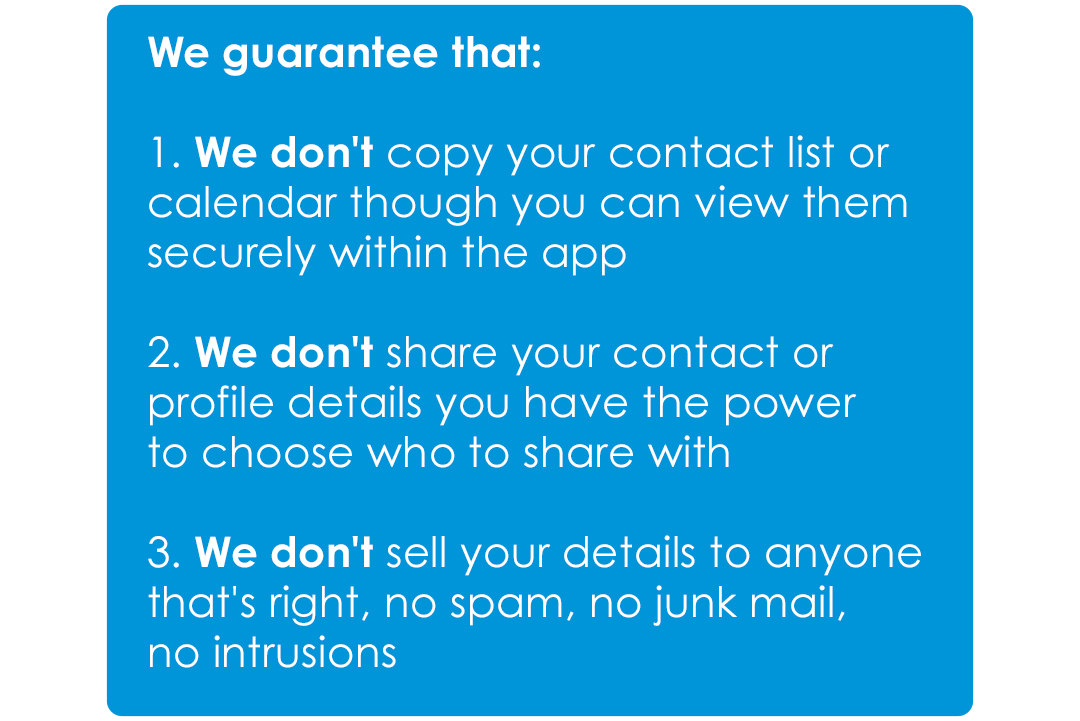 We guarantee that:
1. We don't copy your contact list or
calendar though you can view them
securely within the app
2. We don't share your contact or
profile details you have the power
to choose who to share with
3. We don't sell your details to anyone
that's right, no spam, no junk mail,
no intrusions